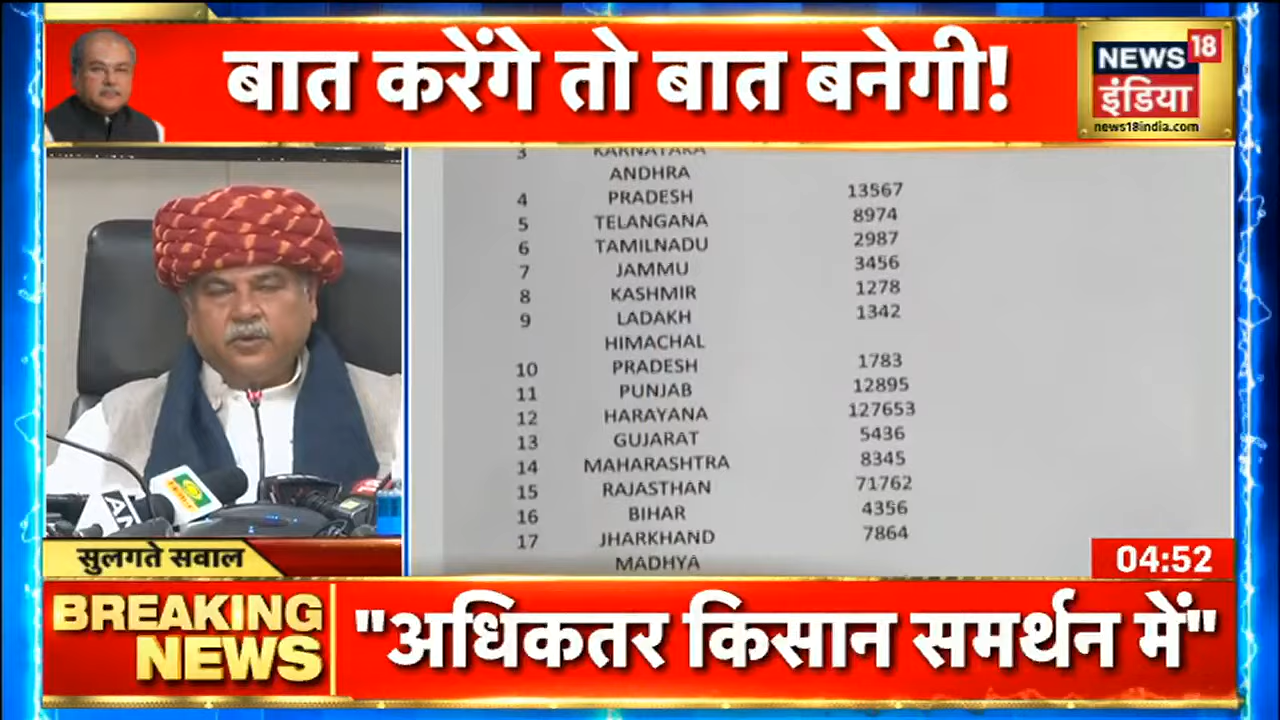 बात करेंगे तो बात बनेगी!
NEWS 18
इंडिया
news18india.com
3 KARNATAKA
ANDHRA
4 PRADESH 13567
5 TELANGANA 8974
6 TAMILNADU 2987
7 JAMMU 3456
8 KASHMIR 1278
9 LADAKH 1342
HIMACHAL
10 PRADESH 1783
11 PUNJAB 12895
12 HARAYANA 127653
13 GUJARAT 5436
14 MAHARASHTRA 8345
15 RAJASTHAN 71762
16 BIHAR 4356
17 JHARKHAND 7864
MADHYA
सुलगते सवाल
04:52
BREAKING
NEWS
"अधिकतर किसान समर्थन में"